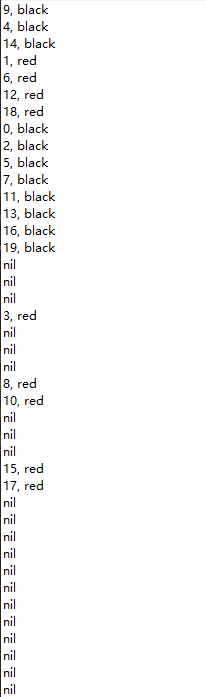 9, black
4, black
14, black
1, red
6, red
12, red
18, red
0, black
2, black
5, black
7, black
11, black
13, black
16, black
19, black
nil
nil
nil
3, red
nil
nil
nil
8, red
10, red
nil
nil
nil
15, red
17, red
nil
nil
nil
nil
nil
nil
nil
nil
nil
nil
nil
nil